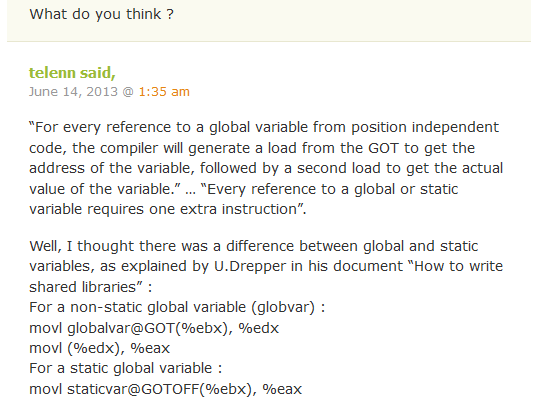 What do you think ?
telenn said,
June 14, 2013 @ 1:35 am
“For every reference to a global variable from position independent
code, the compiler will generate a load from the GOT to get the
address of the variable, followed by a second load to get the actual
value of the variable.” ... “Every reference to a global or static
variable requires one extra instruction”.
Well, I thought there was a difference between global and static
variables, as explained by U.Drepper in his document “How to write
shared libraries” :
For a non-static global variable (globvar) :
movl globalvar@GOT(%ebx), %edx
movl (%edx), %eax
For a static global variable :
movl staticvar@GOTOFF(%ebx), %eax